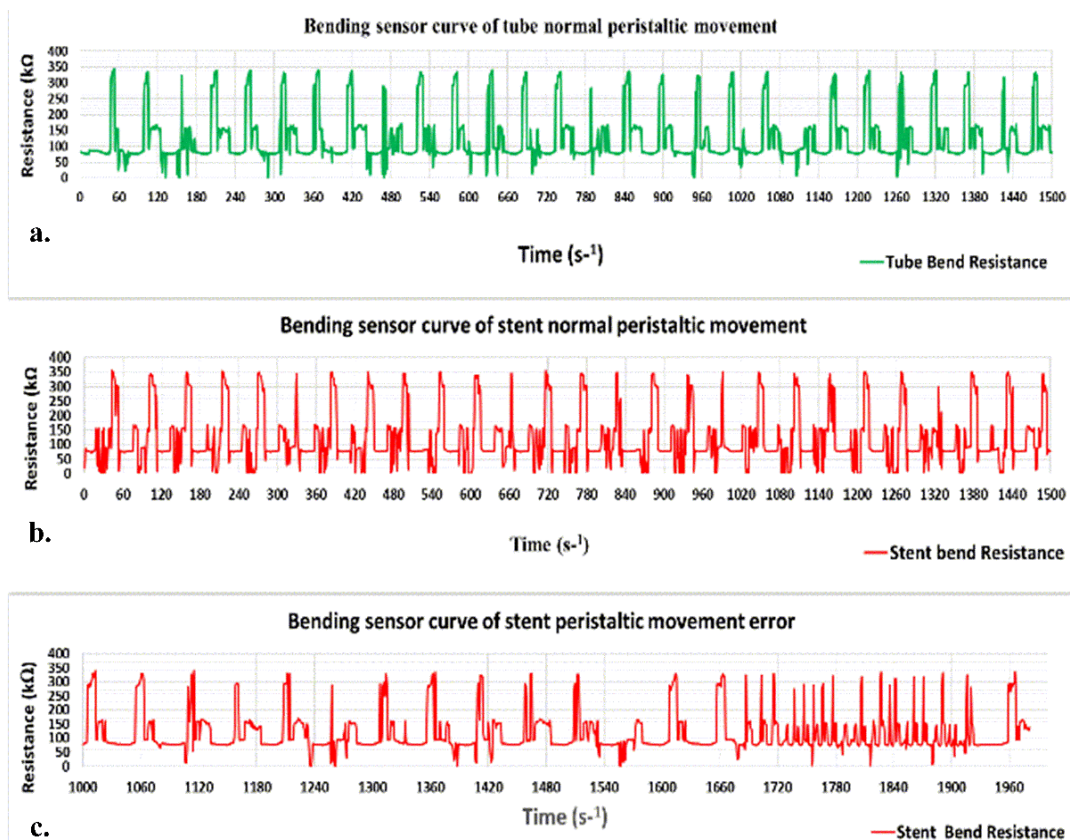 Bending sensor curve of tube normal peristaltic movement
Resistance (kΩ
400
350
300
250
200
150
100
50
0
0 60 120 180 240 300 360 420 480 540 600 660 720 780 840 900 960 1020 1080 1140 1200 1260 1320 1380 1440 1500
a.
Time (s-¹)
Tube Bend Resistance
Bending sensor curve of stent normal peristaltic movement
Resistance (kΩ
400
350
300
250
200
150
100
50
0
0 60 120 180 240 300 360 420 480 540 600 660 720 780 840 900 960 1020 1080 1140 1200 1260 1320 1380 1440 1500
b.
Time (s-¹)
Stent bend Resistance
Bending sensor curve of stent peristaltic movement error
Resistance (kΩ)
400
350
300
250
200
150
100
50
0
1000 1060 1120 1180 1240 1300 1360 1420 1480 1540 1600 1660 1720 1780 1840 1900 1960
Time (s-¹)
c.
Stent Bend Resistance